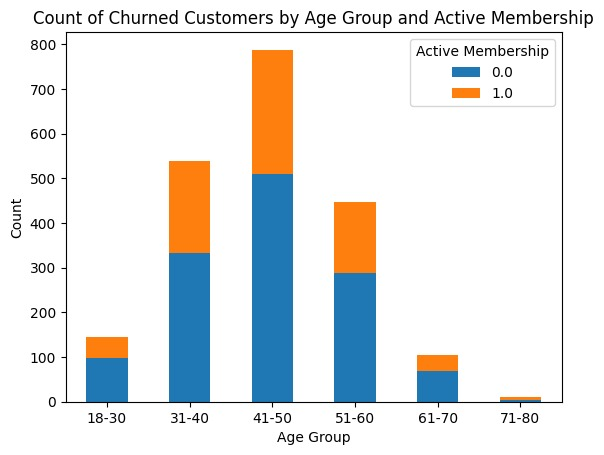 Count of Churned Customers by Age Group and Active Membership
Active Membership
0.0
1.0
800
700
600
500
400
300
200
100
0
Count
18-30 31-40 41-50 51-60 61-70 71-80
Age Group